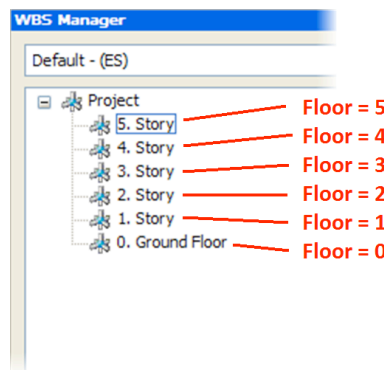 WBS Manager
Default - (ES)
Project
5. Story
Floor = 5
4. Story
Floor = 4
3. Story
Floor = 3
2. Story
Floor = 2
1. Story
Floor = 1
0. Ground Floor
Floor = 0